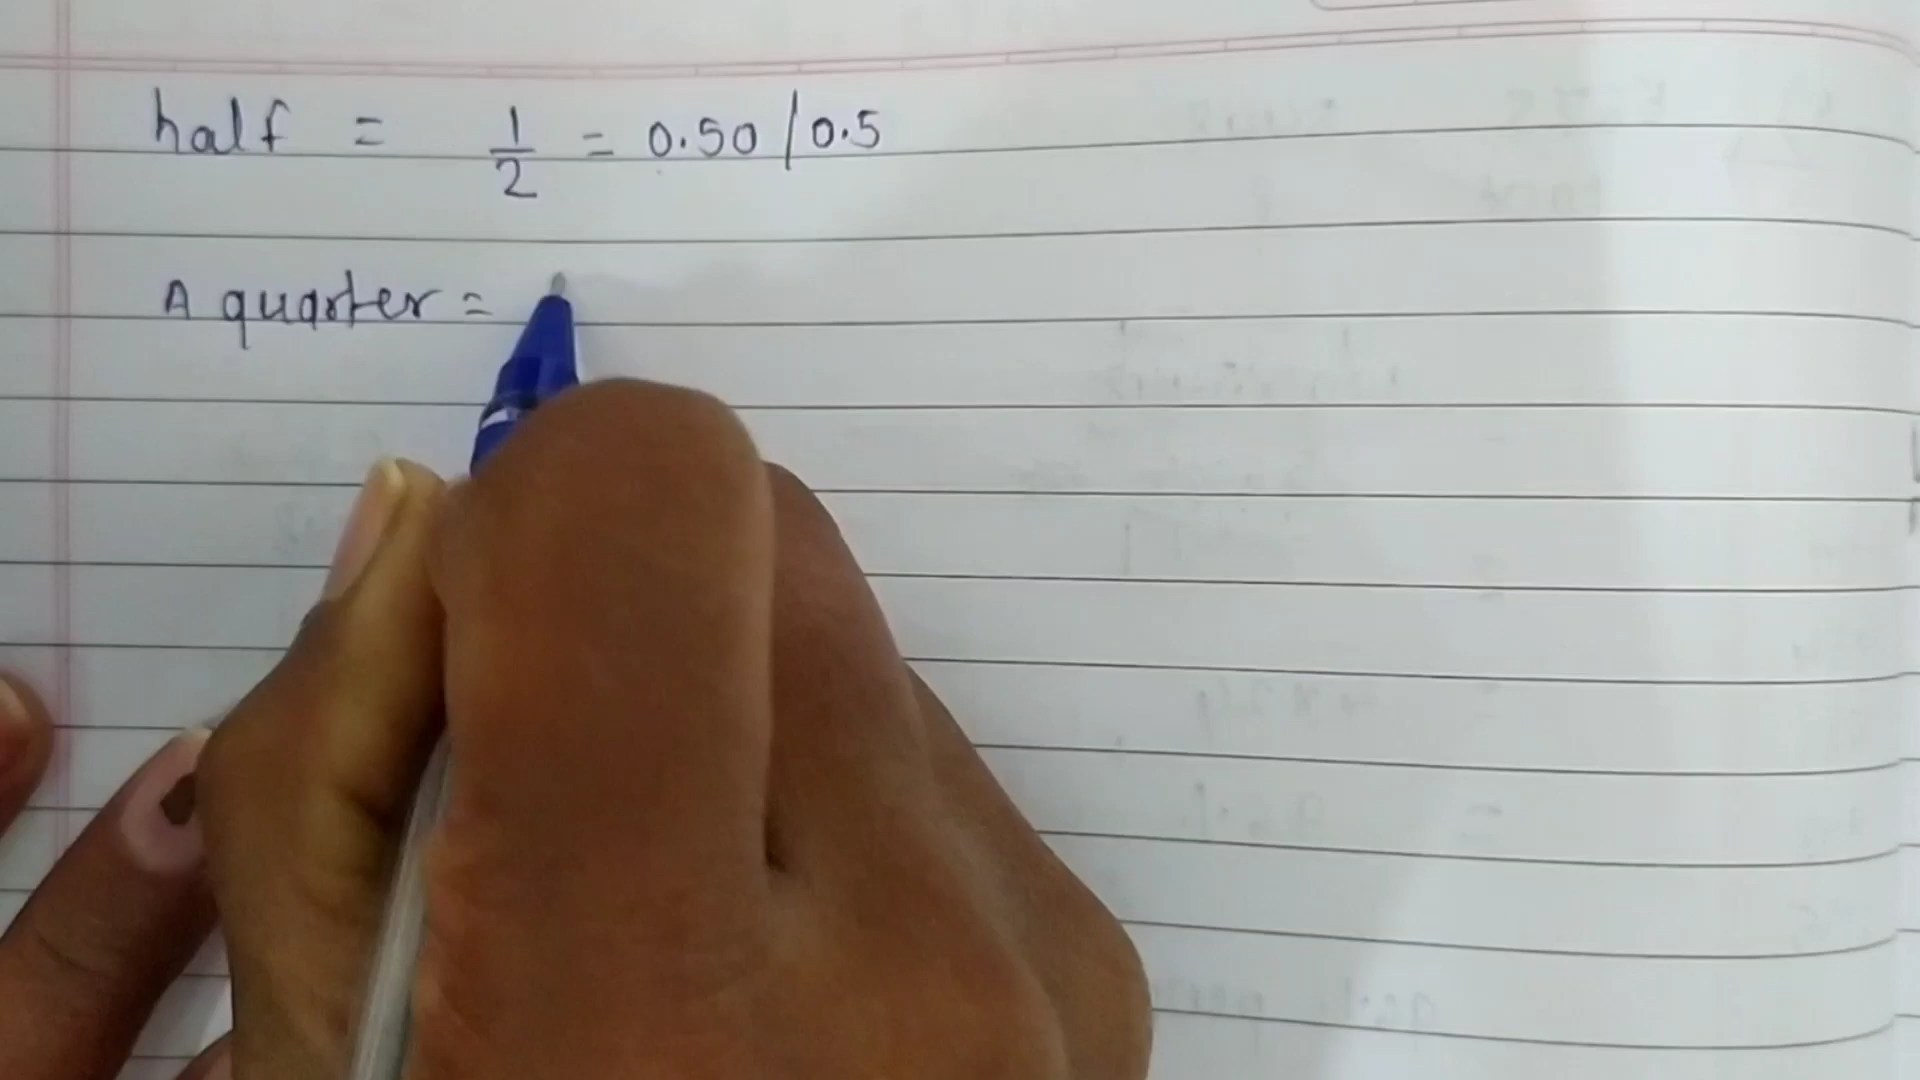 half = 1/2 = 0.50 / 0.5
A quarter =